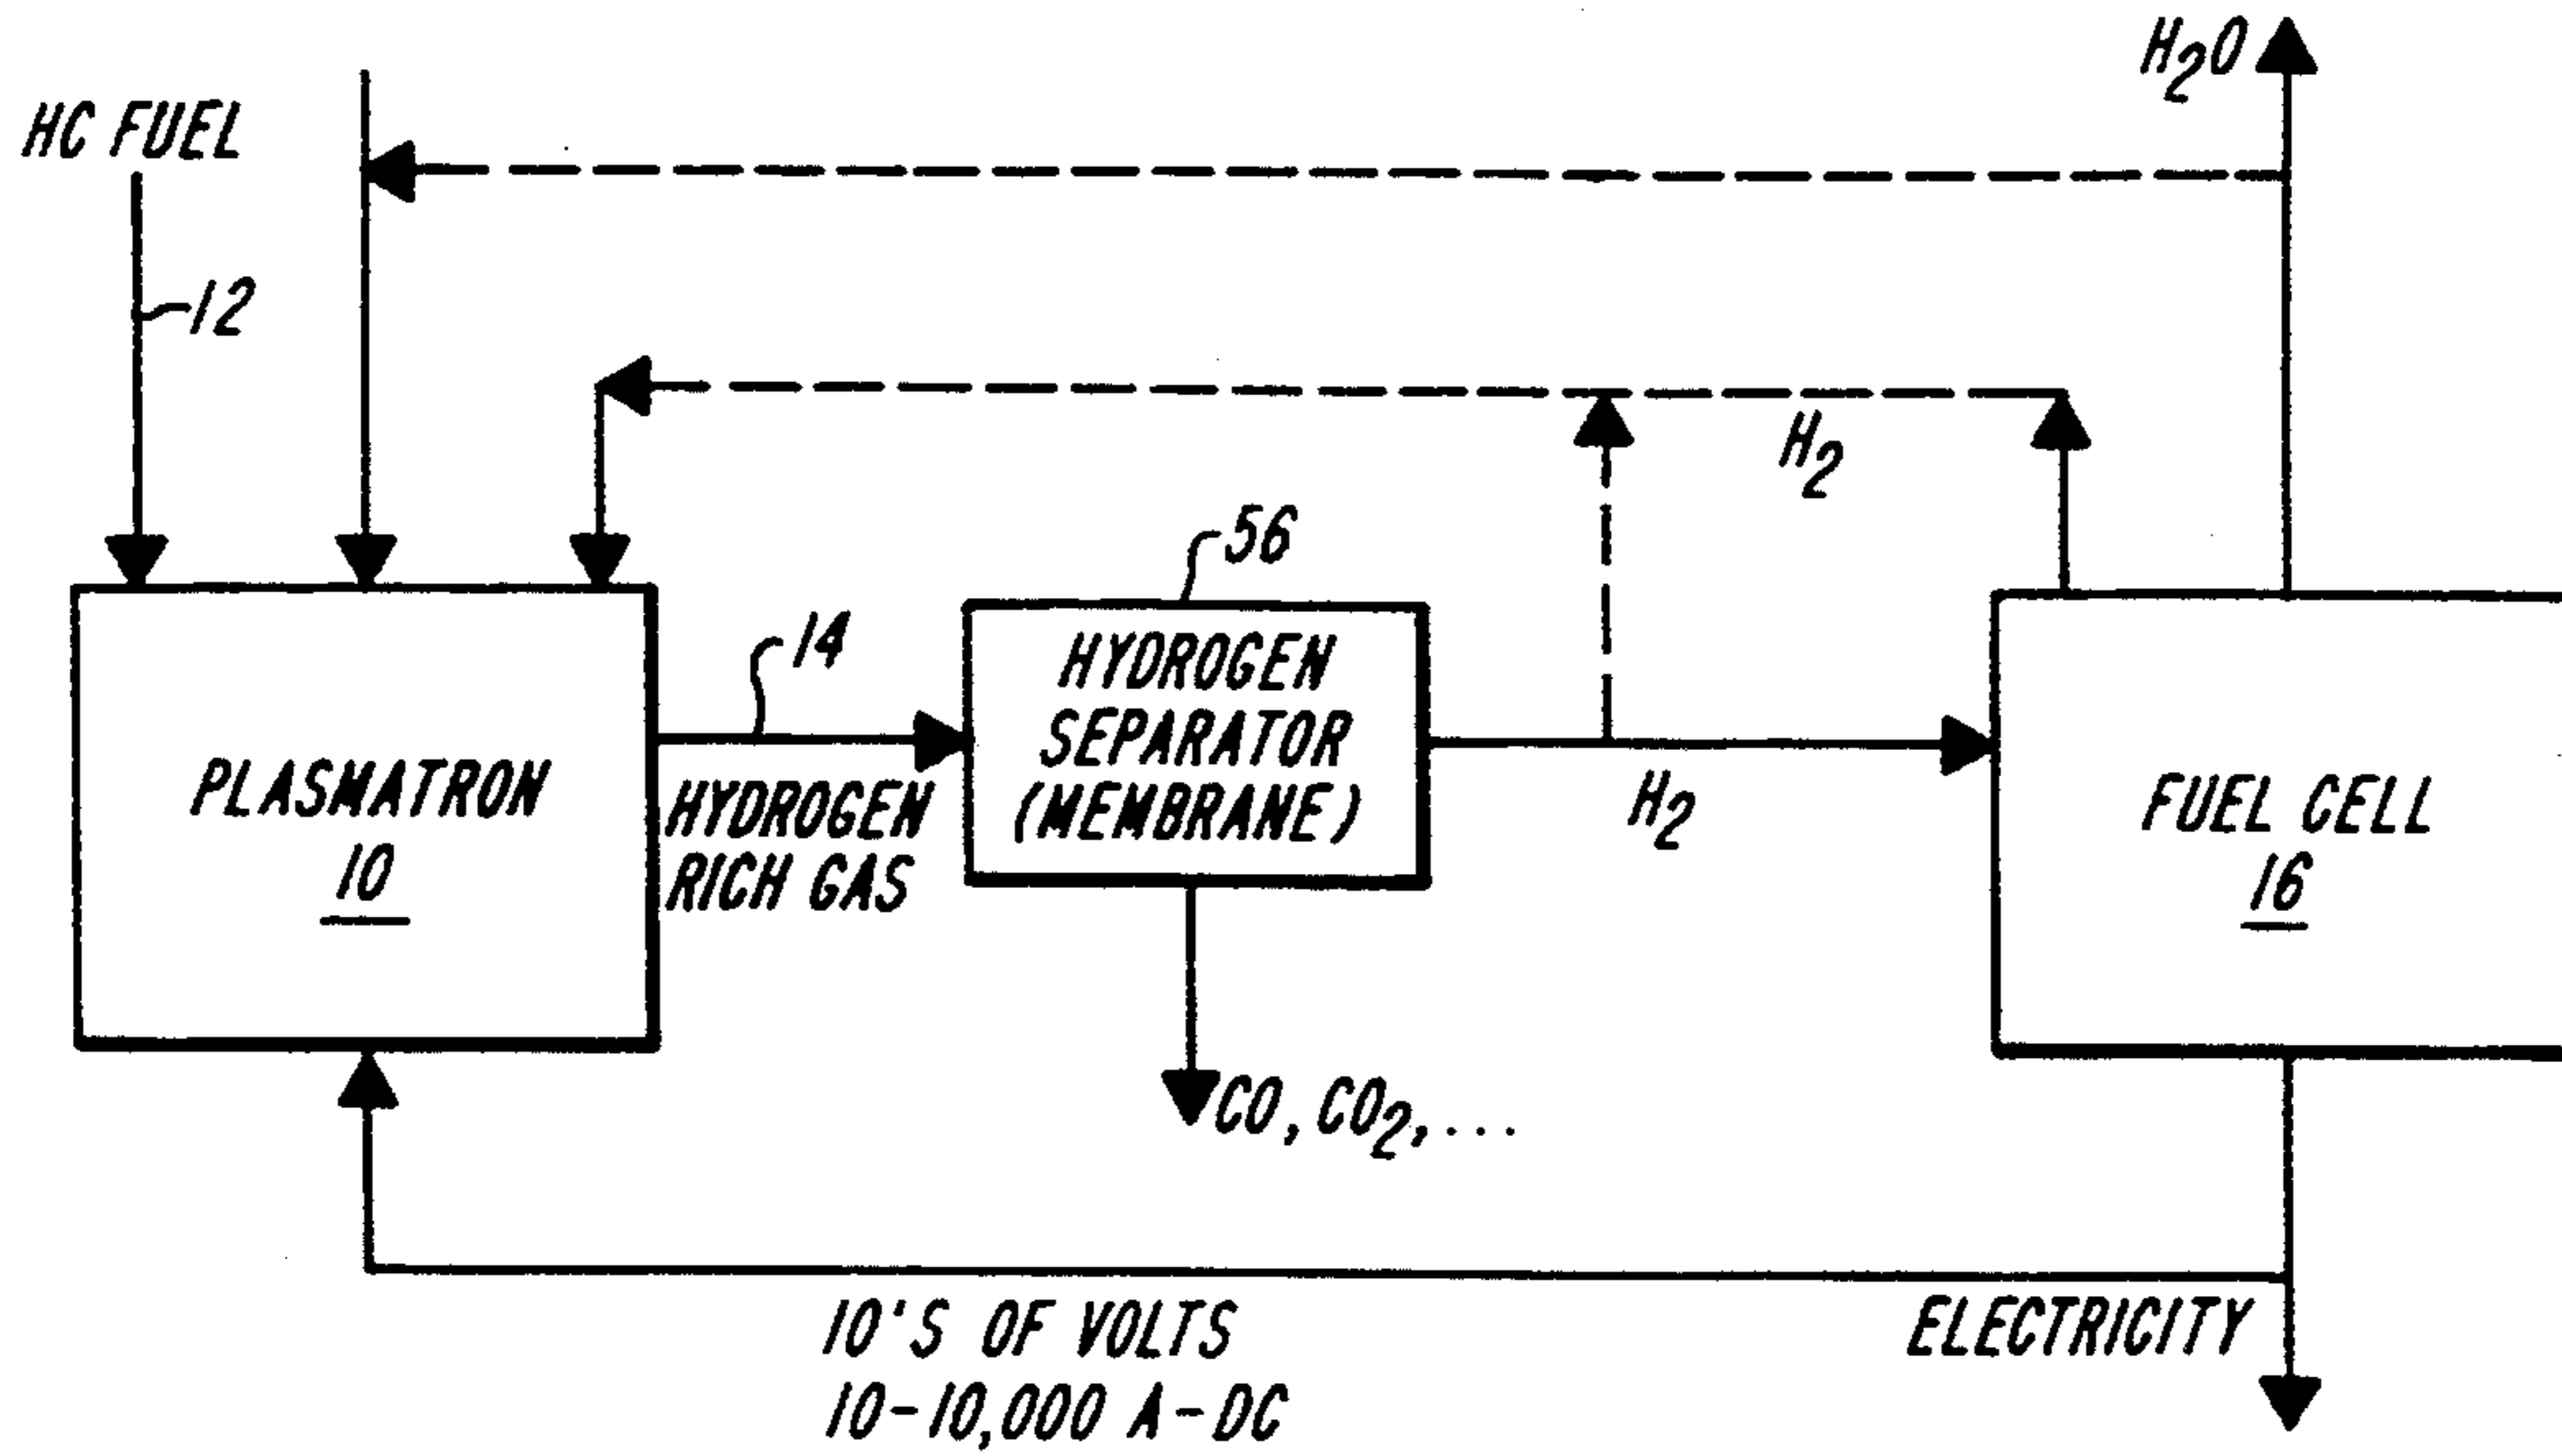 H2O
HC FUEL
12
H2
56
14
HYDROGEN
SEPARATOR
(MEMBRANE)
PLASMATRON
10
HYDROGEN
RICH GAS
H2
FUEL CELL
16
CO, CO2, ...
10'S OF VOLTS
10-10,000 A-DC
ELECTRICITY